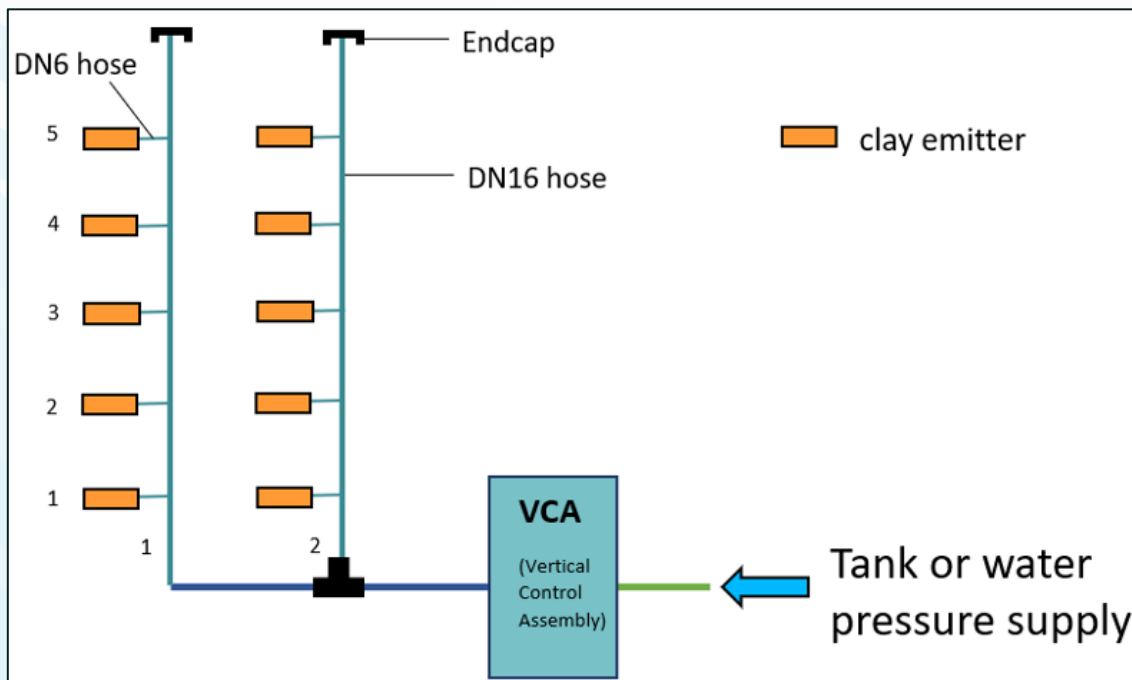 Endcap
DN6 hose
5
clay emitter
DN16 hose
4
3
2
1
1
2
VCA
(Vertical
Control
Assembly)
Tank or water
pressure supply